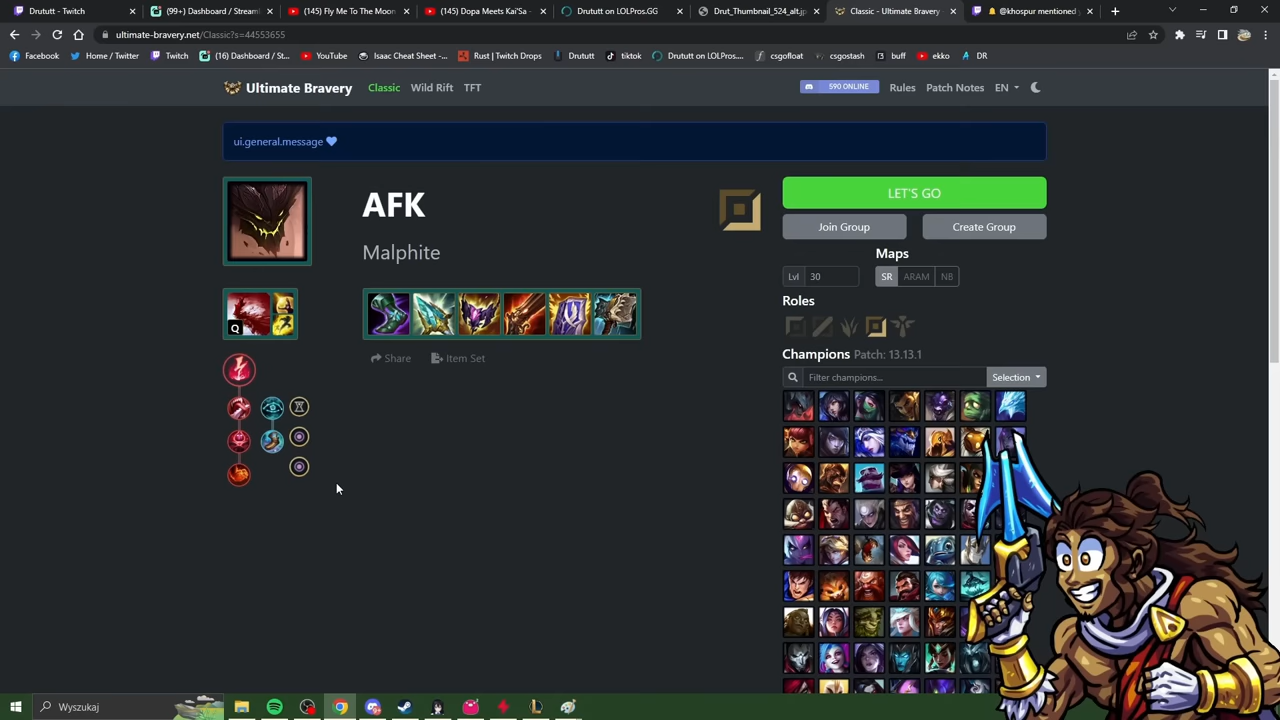 Drututt - Twitch
(99+) Dashboard / Streaml
(145) Fly Me To The Moon
(145) Dopa Meets Kai'Sa -
Drututt on LOLPros.GG
Drut_Thumbnail_524_alt.jp
Classic - Ultimate Bravery
@khospur mentioned y
ultimate-bravery.net/Classic?s=44553655
Facebook
Home / Twitter
Twitch
(16) Dashboard / St...
YouTube
Isaac Cheat Sheet -...
Rust | Twitch Drops
Drututt
tiktok
Drututt on LOLPros....
csgofloat
csgostash
buff
ekko
DR
Ultimate Bravery
Classic
Wild Rift
TFT
590 ONLINE
Rules
Patch Notes
EN
ui.general.message
AFK
Malphite
Q
Share
Item Set
LET'S GO
Join Group
Create Group
Maps
Lvl 30
SR ARAM NB
Roles
Champions Patch: 13.13.1
Filter champions...
Selection
Wyszukaj